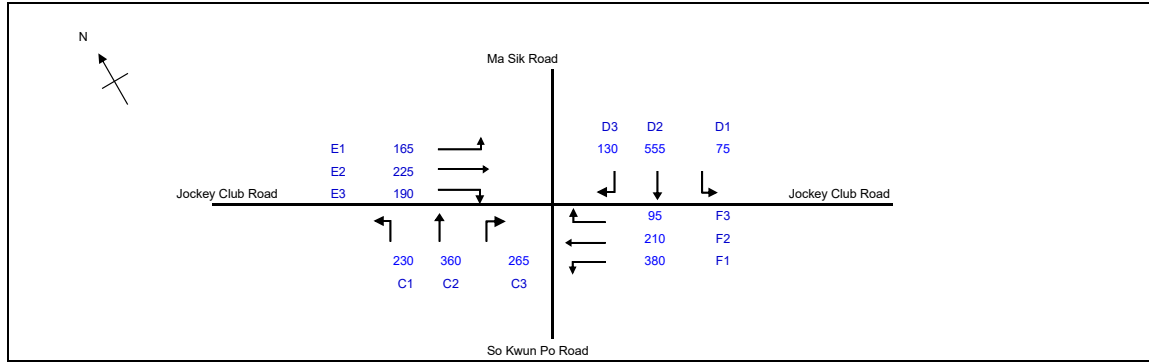 N
Ma Sik Road
D3 D2 D1
E1 165 130 555 75
E2 225
Jockey Club Road E3 190 Jockey Club Road
95 F3
210 F2
230 360 265 380 F1
C1 C2 C3
So Kwun Po Road